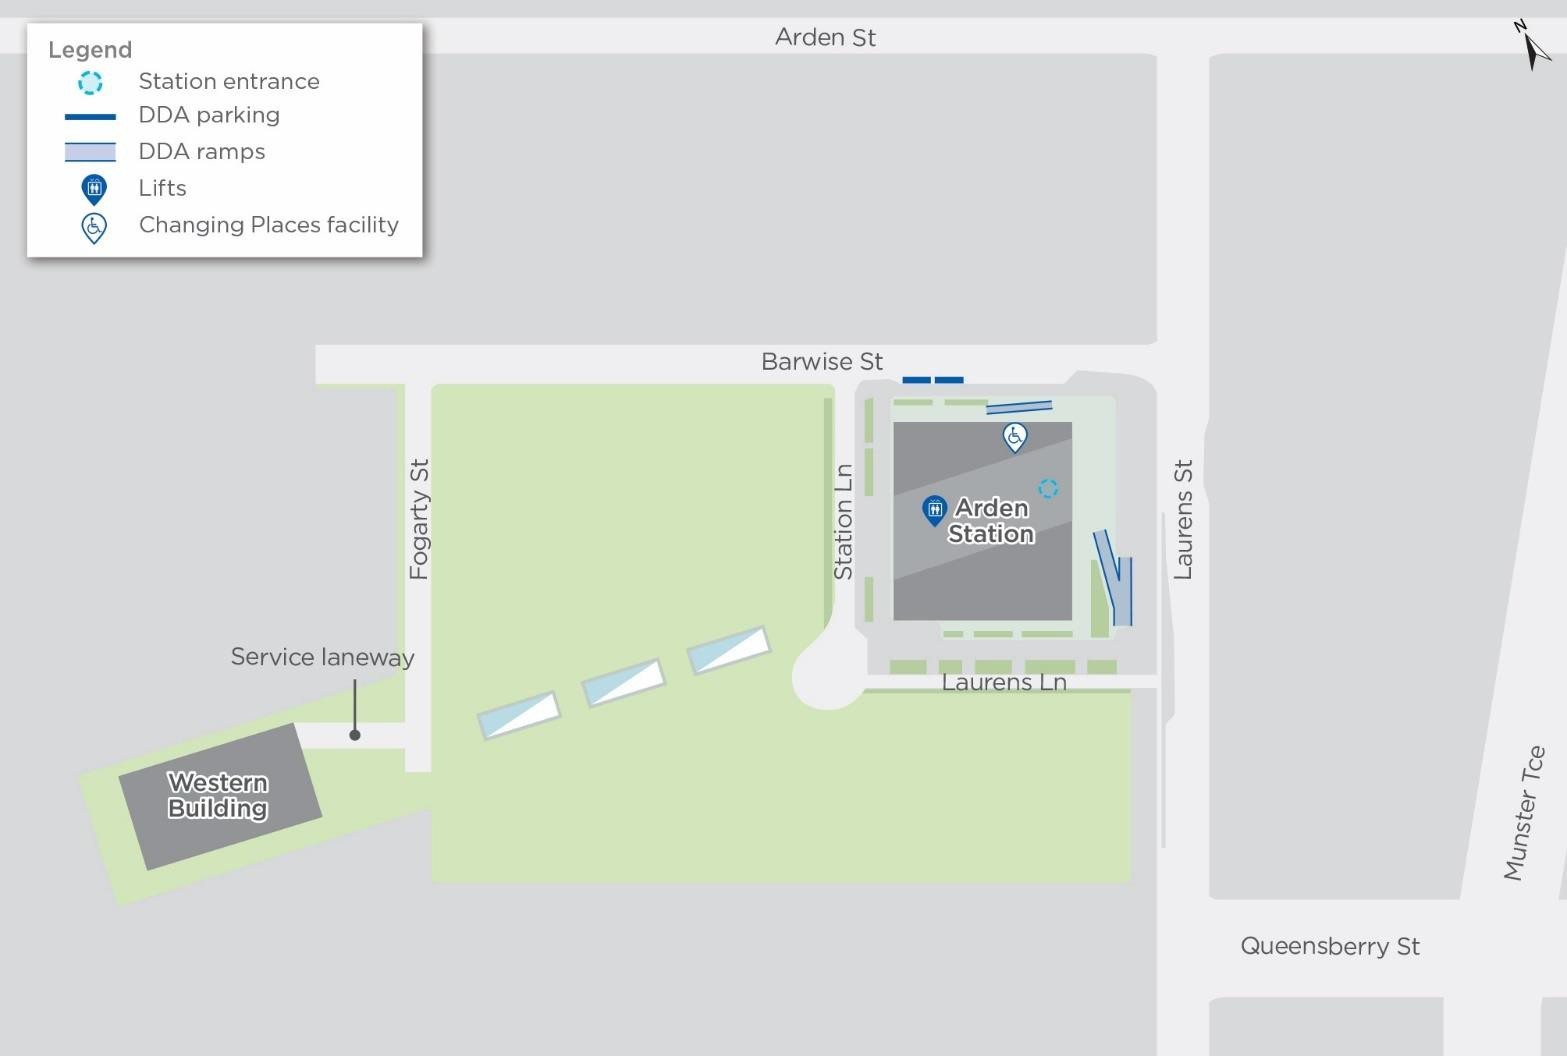 Arden St
N
Legend
Station entrance
DDA parking
DDA ramps
Lifts
Changing Places facility
Barwise St
Fogarty St
Station Ln
Arden
Station
Laurens St
Service laneway
Laurens Ln
Western
Building
Munster Tce
Queensberry St